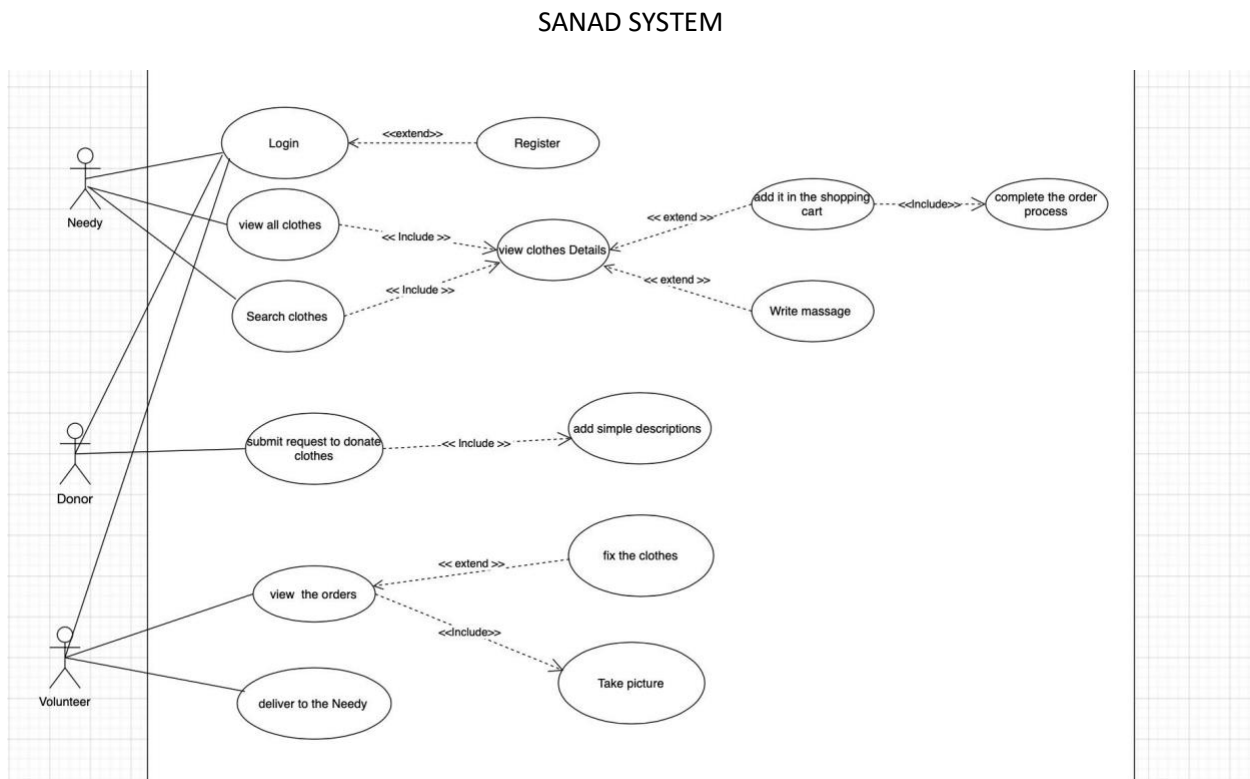 SANAD SYSTEM
Login
<<extend>>
Register
Needy
view all clothes
<< Include >>
view clothes Details
<< extend >>
add it in the shopping
cart
<<Include>>
complete the order
process
Search clothes
<< Include >>
<< extend >>
Write massage
Donor
submit request to donate
clothes
<< Include >>
add simple descriptions
Volunteer
view the orders
<< extend >>
fix the clothes
<<Include>>
Take picture
deliver to the Needy